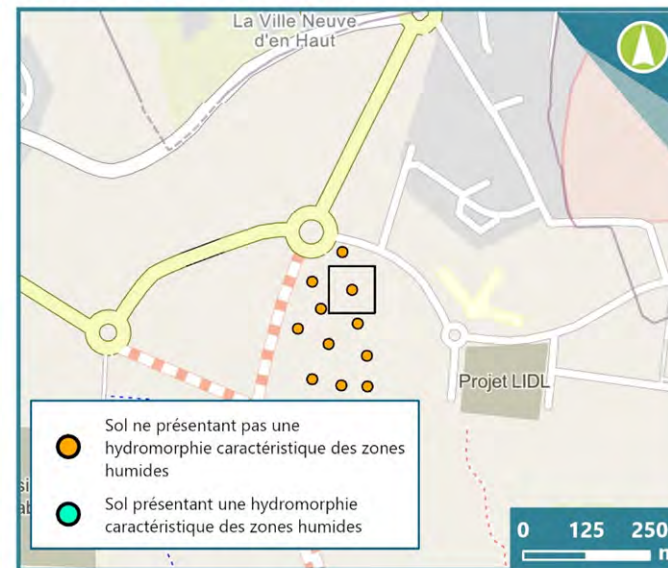 La Ville Neuve
d'en Haut
Projet LIDL
Sol ne présentant pas une
hydromorphie caractéristique des zones
humides
Sol présentant une hydromorphie
caractéristique des zones humides
0 125 250